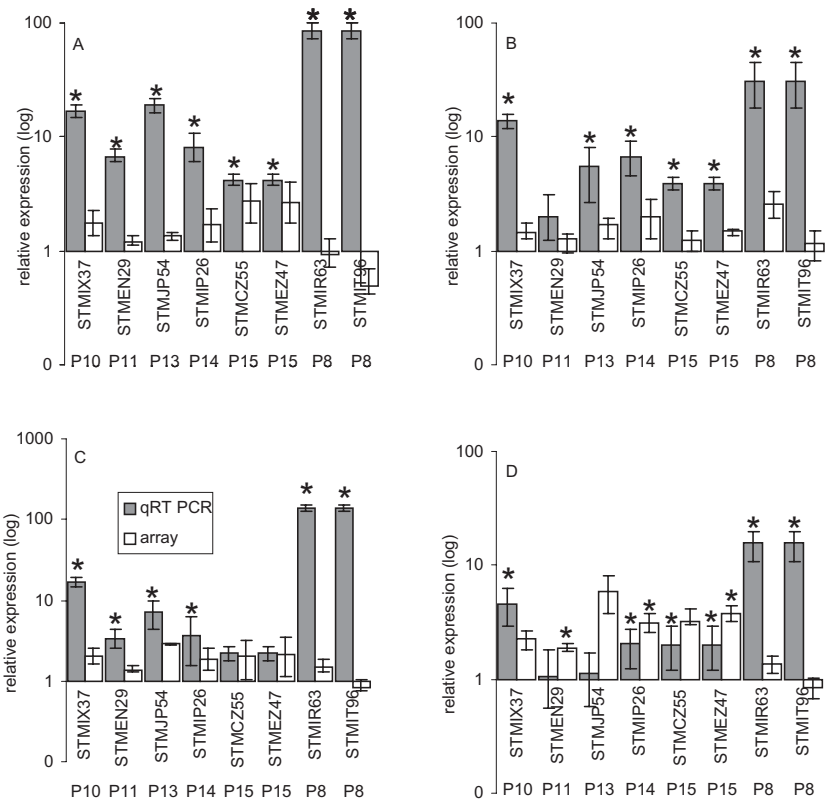 A
relative expression (log)
100
10
1
0
* * * * * * * *
STMIX37 STMEN29 STMJP54 STMIP26 STMCZ55 STMEZ47 STMIR63 STMIT96
P10 P11 P13 P14 P15 P15 P8 P8
B
relative expression (log)
100
10
1
0
* * * * * * *
STMIX37 STMEN29 STMJP54 STMIP26 STMCZ55 STMEZ47 STMIR63 STMIT96
P10 P11 P13 P14 P15 P15 P8 P8
C
relative expression (log)
1000
100
10
1
0
qRT PCR
array
* * * * * *
STMIX37 STMEN29 STMJP54 STMIP26 STMCZ55 STMEZ47 STMIR63 STMIT96
P10 P11 P13 P14 P15 P15 P8 P8
D
relative expression (log)
100
10
1
0
* * * * * * * * *
STMIX37 STMEN29 STMJP54 STMIP26 STMCZ55 STMEZ47 STMIR63 STMIT96
P10 P11 P13 P14 P15 P15 P8 P8